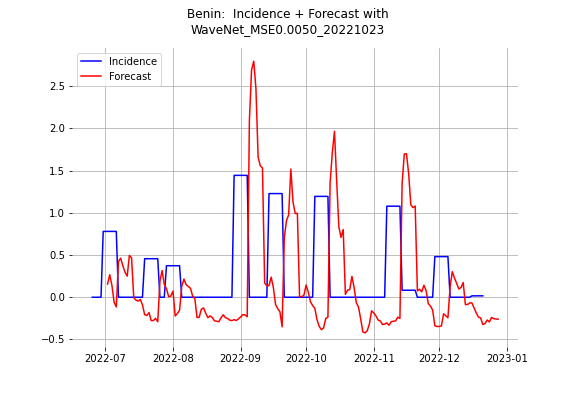 Benin:  Incidence + Forecast with
WaveNet_MSE0.0050_20221023
Incidence
Forecast
2.5
2.0
1.5
1.0
0.5
0.0
−0.5
2022-07 2022-08 2022-09 2022-10 2022-11 2022-12 2023-01